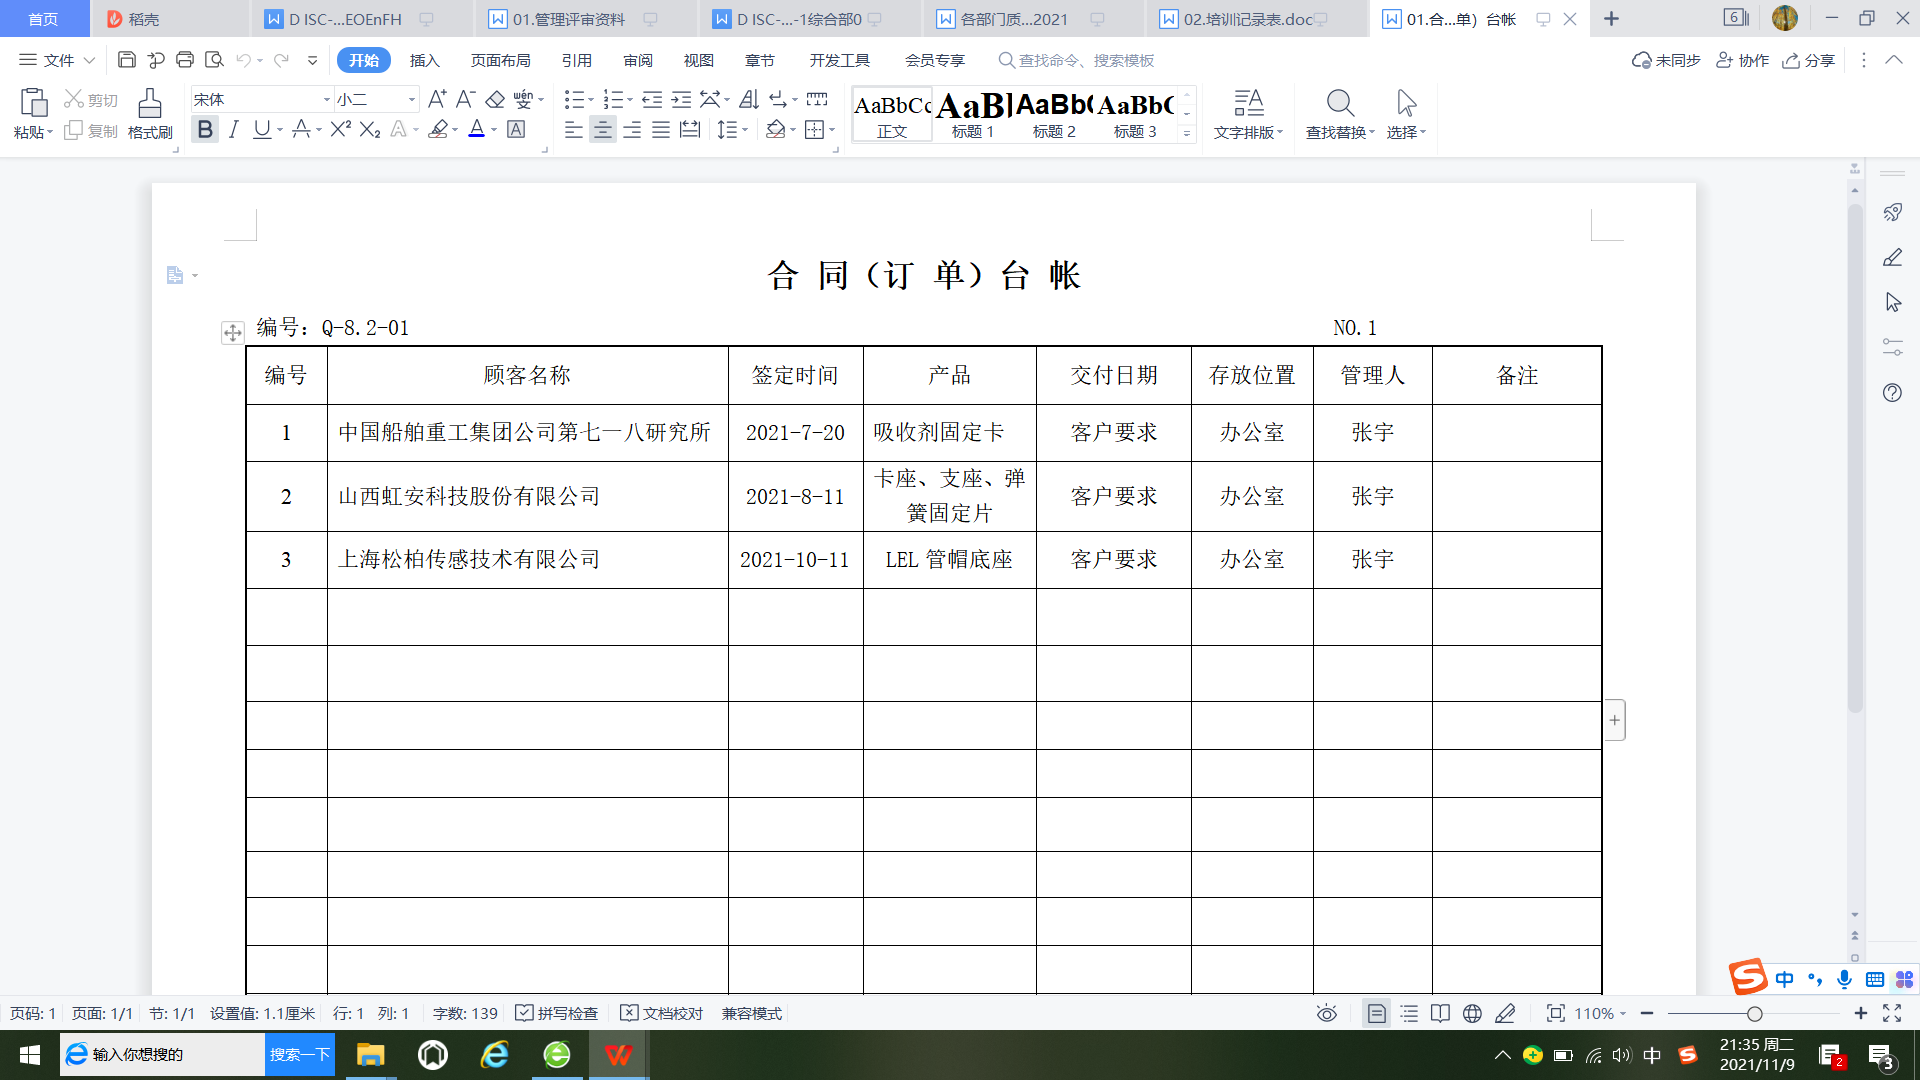 首页
稻壳
D ISC-...EOEnFH
01.管理评审资料
D ISC-...-1综合部0
各部门质...2021
02.培训记录表.doc
01.合...单）台帐
6
文件
开始
插入
页面布局
引用
审阅
视图
章节
开发工具
会员专享
查找命令、搜索模板
未同步
协作
分享
粘贴
剪切
复制
格式刷
宋体
小二
AaBbCc
正文
AaBl
标题 1
AaBb(
标题 2
AaBbC
标题 3
文字排版
查找替换
选择
合 同（订 单）台 帐
编号：Q-8.2-01 NO.1
编号 顾客名称 签定时间 产品 交付日期 存放位置 管理人 备注
1 中国船舶重工集团公司第七一八研究所 2021-7-20 吸收剂固定卡 客户要求 办公室 张宇
2 山西虹安科技股份有限公司 2021-8-11 卡座、支座、弹簧固定片 客户要求 办公室 张宇
3 上海松柏传感技术有限公司 2021-10-11 LEL 管帽底座 客户要求 办公室 张宇
中
页码: 1 页面: 1/1 节: 1/1 设置值: 1.1厘米 行: 1 列: 1 字数: 139 拼写检查 文档校对 兼容模式
110%
输入你想搜的
搜索一下
中
21:35 周二
2021/11/9
2
3